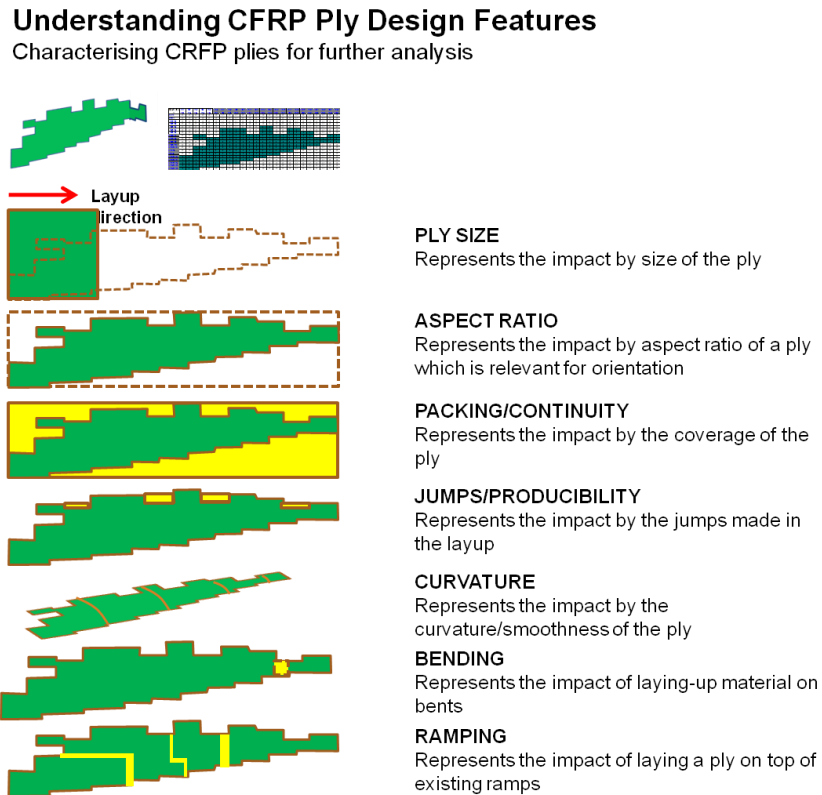 Understanding CFRP Ply Design Features
Characterising CRFP plies for further analysis
Layup
direction
PLY SIZE
Represents the impact by size of the ply
ASPECT RATIO
Represents the impact by aspect ratio of a ply
which is relevant for orientation
PACKING/CONTINUITY
Represents the impact by the coverage of the
ply
JUMPS/PRODUCIBILITY
Represents the impact by the jumps made in
the layup
CURVATURE
Represents the impact by the
curvature/smoothness of the ply
BENDING
Represents the impact of laying-up material on
bents
RAMPING
Represents the impact of laying a ply on top of
existing ramps